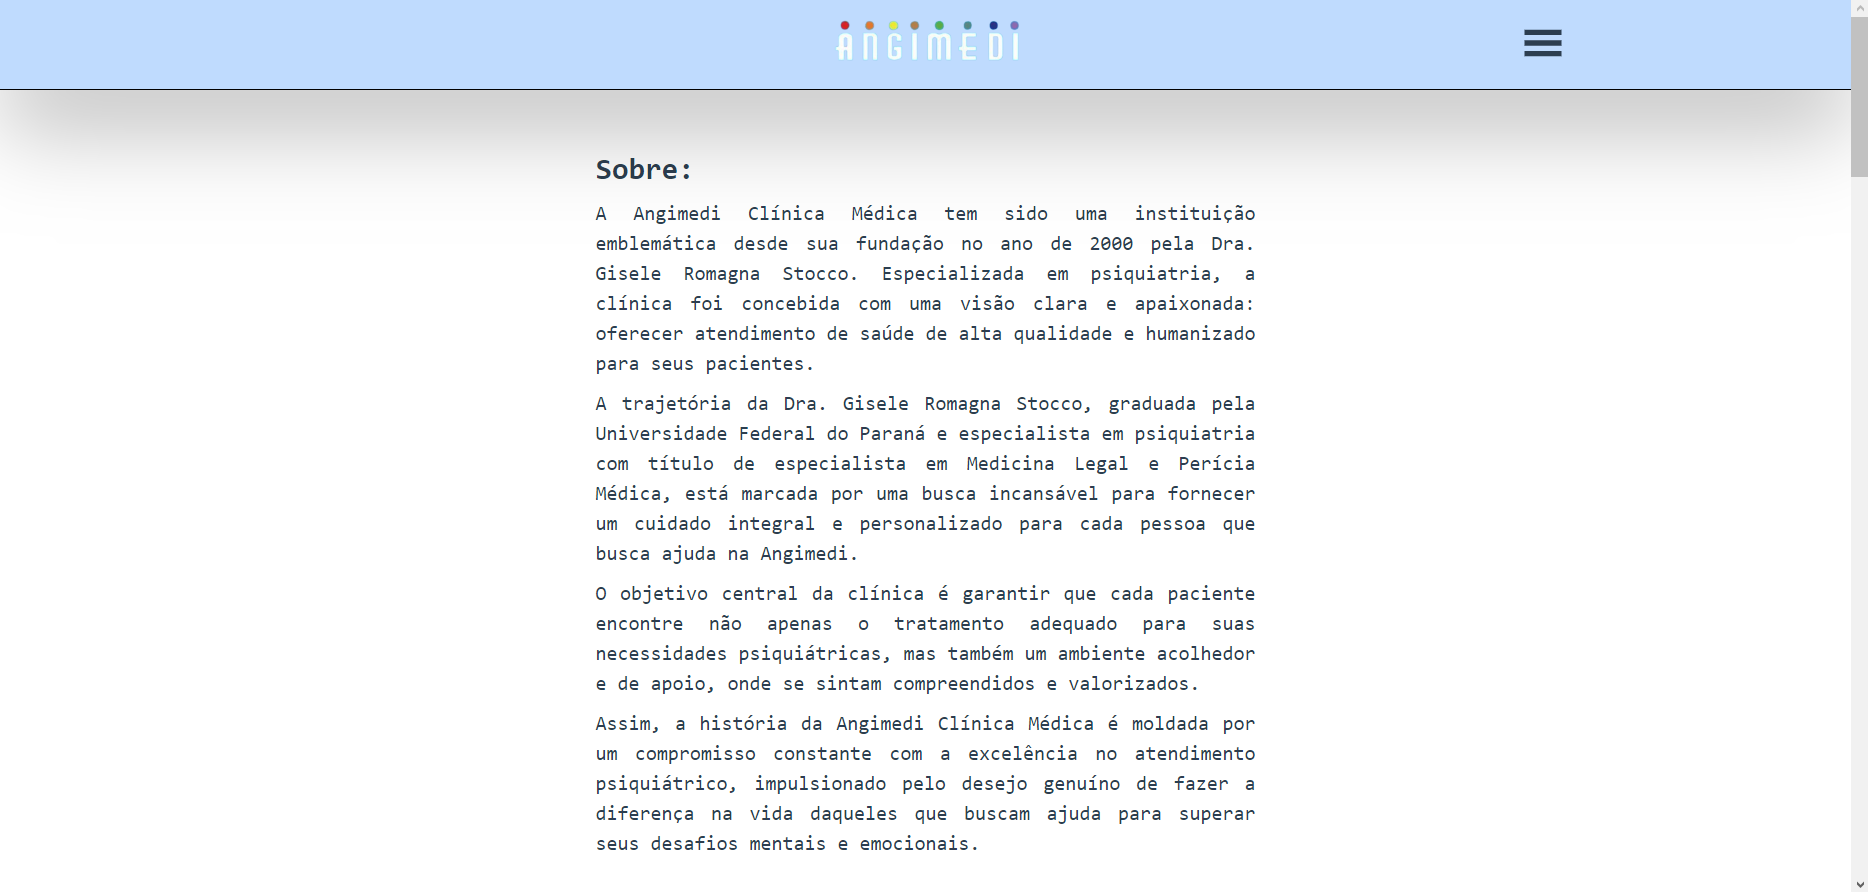 ANGIMEDI
Sobre:
A Angimedi Clínica Médica tem sido uma instituição
emblemática desde sua fundação no ano de 2000 pela Dra.
Gisele Romagna Stocco. Especializada em psiquiatria, a
clínica foi concebida com uma visão clara e apaixonada:
oferecer atendimento de saúde de alta qualidade e humanizado
para seus pacientes.
A trajetória da Dra. Gisele Romagna Stocco, graduada pela
Universidade Federal do Paraná e especialista em psiquiatria
com título de especialista em Medicina Legal e Perícia
Médica, está marcada por uma busca incansável para fornecer
um cuidado integral e personalizado para cada pessoa que
busca ajuda na Angimedi.
O objetivo central da clínica é garantir que cada paciente
encontre não apenas o tratamento adequado para suas
necessidades psiquiátricas, mas também um ambiente acolhedor
e de apoio, onde se sintam compreendidos e valorizados.
Assim, a história da Angimedi Clínica Médica é moldada por
um compromisso constante com a excelência no atendimento
psiquiátrico, impulsionado pelo desejo genuíno de fazer a
diferença na vida daqueles que buscam ajuda para superar
seus desafios mentais e emocionais.